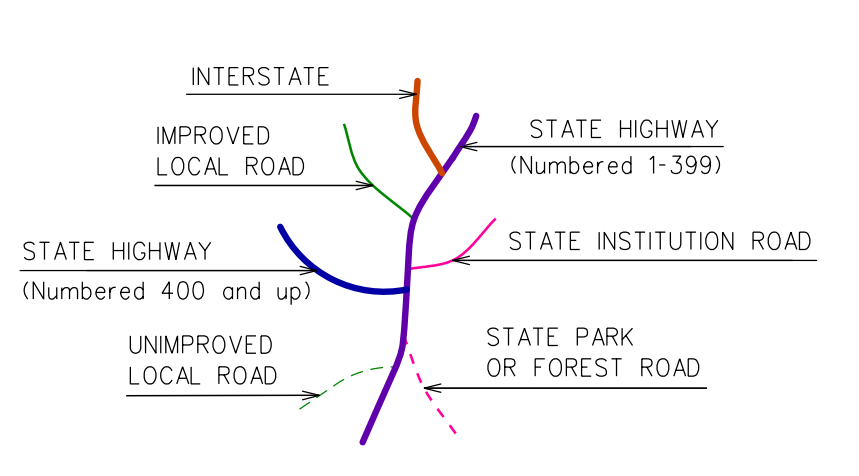 INTERSTATE
STATE HIGHWAY
(Numbered 1-399)
IMPROVED
LOCAL ROAD
STATE INSTITUTION ROAD
STATE HIGHWAY
(Numbered 400 and up)
STATE PARK
OR FOREST ROAD
UNIMPROVED
LOCAL ROAD